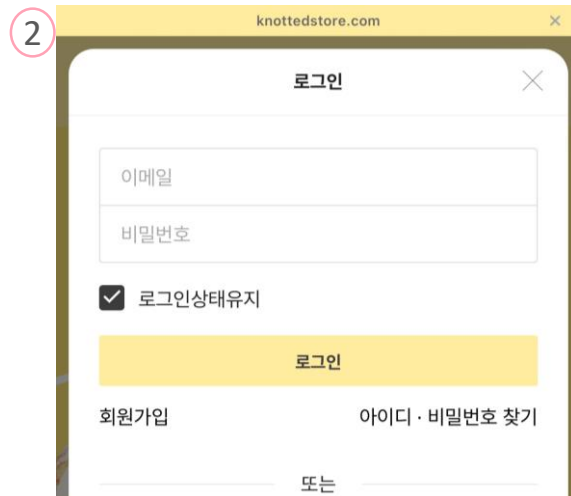 2
knottedstore.com
로그인
이메일
비밀번호
로그인상태유지
로그인
회원가입 아이디 · 비밀번호 찾기
또는